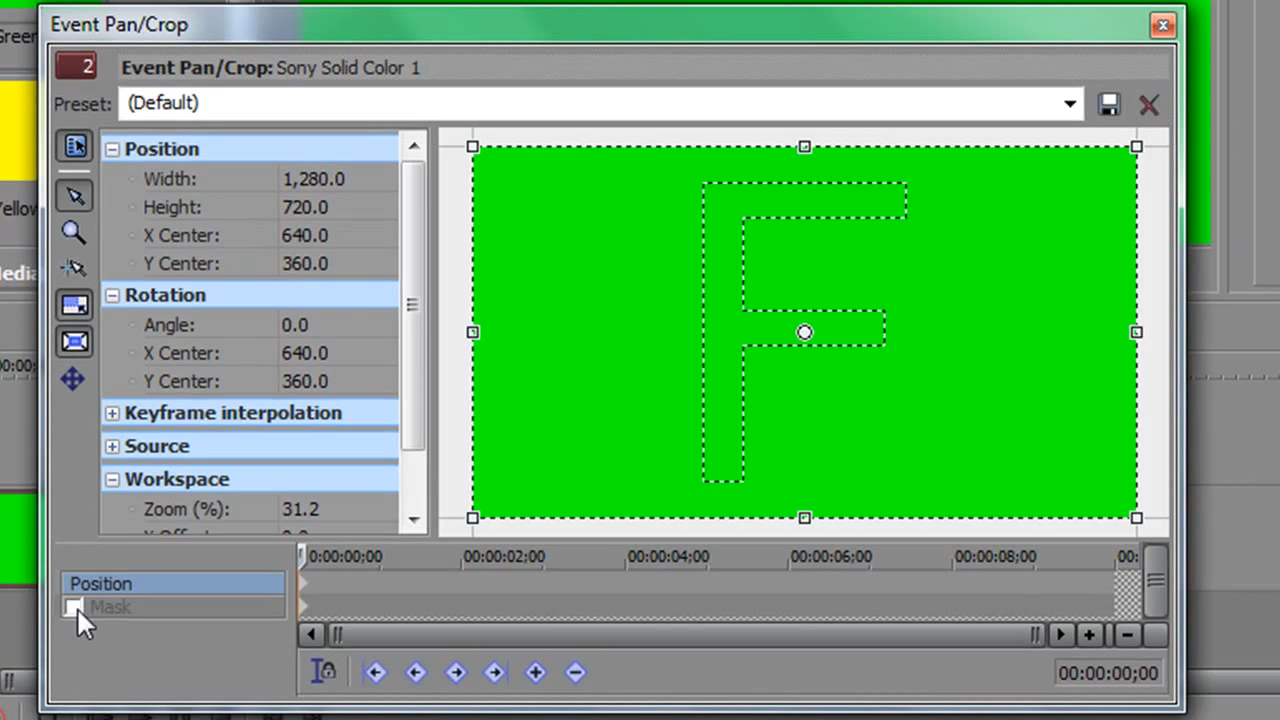 Event Pan/Crop
Green
2 Event Pan/Crop: Sony Solid Color 1
Preset: (Default)
Position
Width: 1,280.0
Height: 720.0
X Center: 640.0
Y Center: 360.0
Rotation
Angle: 0.0
X Center: 640.0
Y Center: 360.0
Keyframe interpolation
Source
Workspace
Zoom (%): 31.2
Yellow
0:00:00;00 00:00:02;00 00:00:04;00 00:00:06;00 00:00:08;00 00:
Position
Mask
00:00:00;00